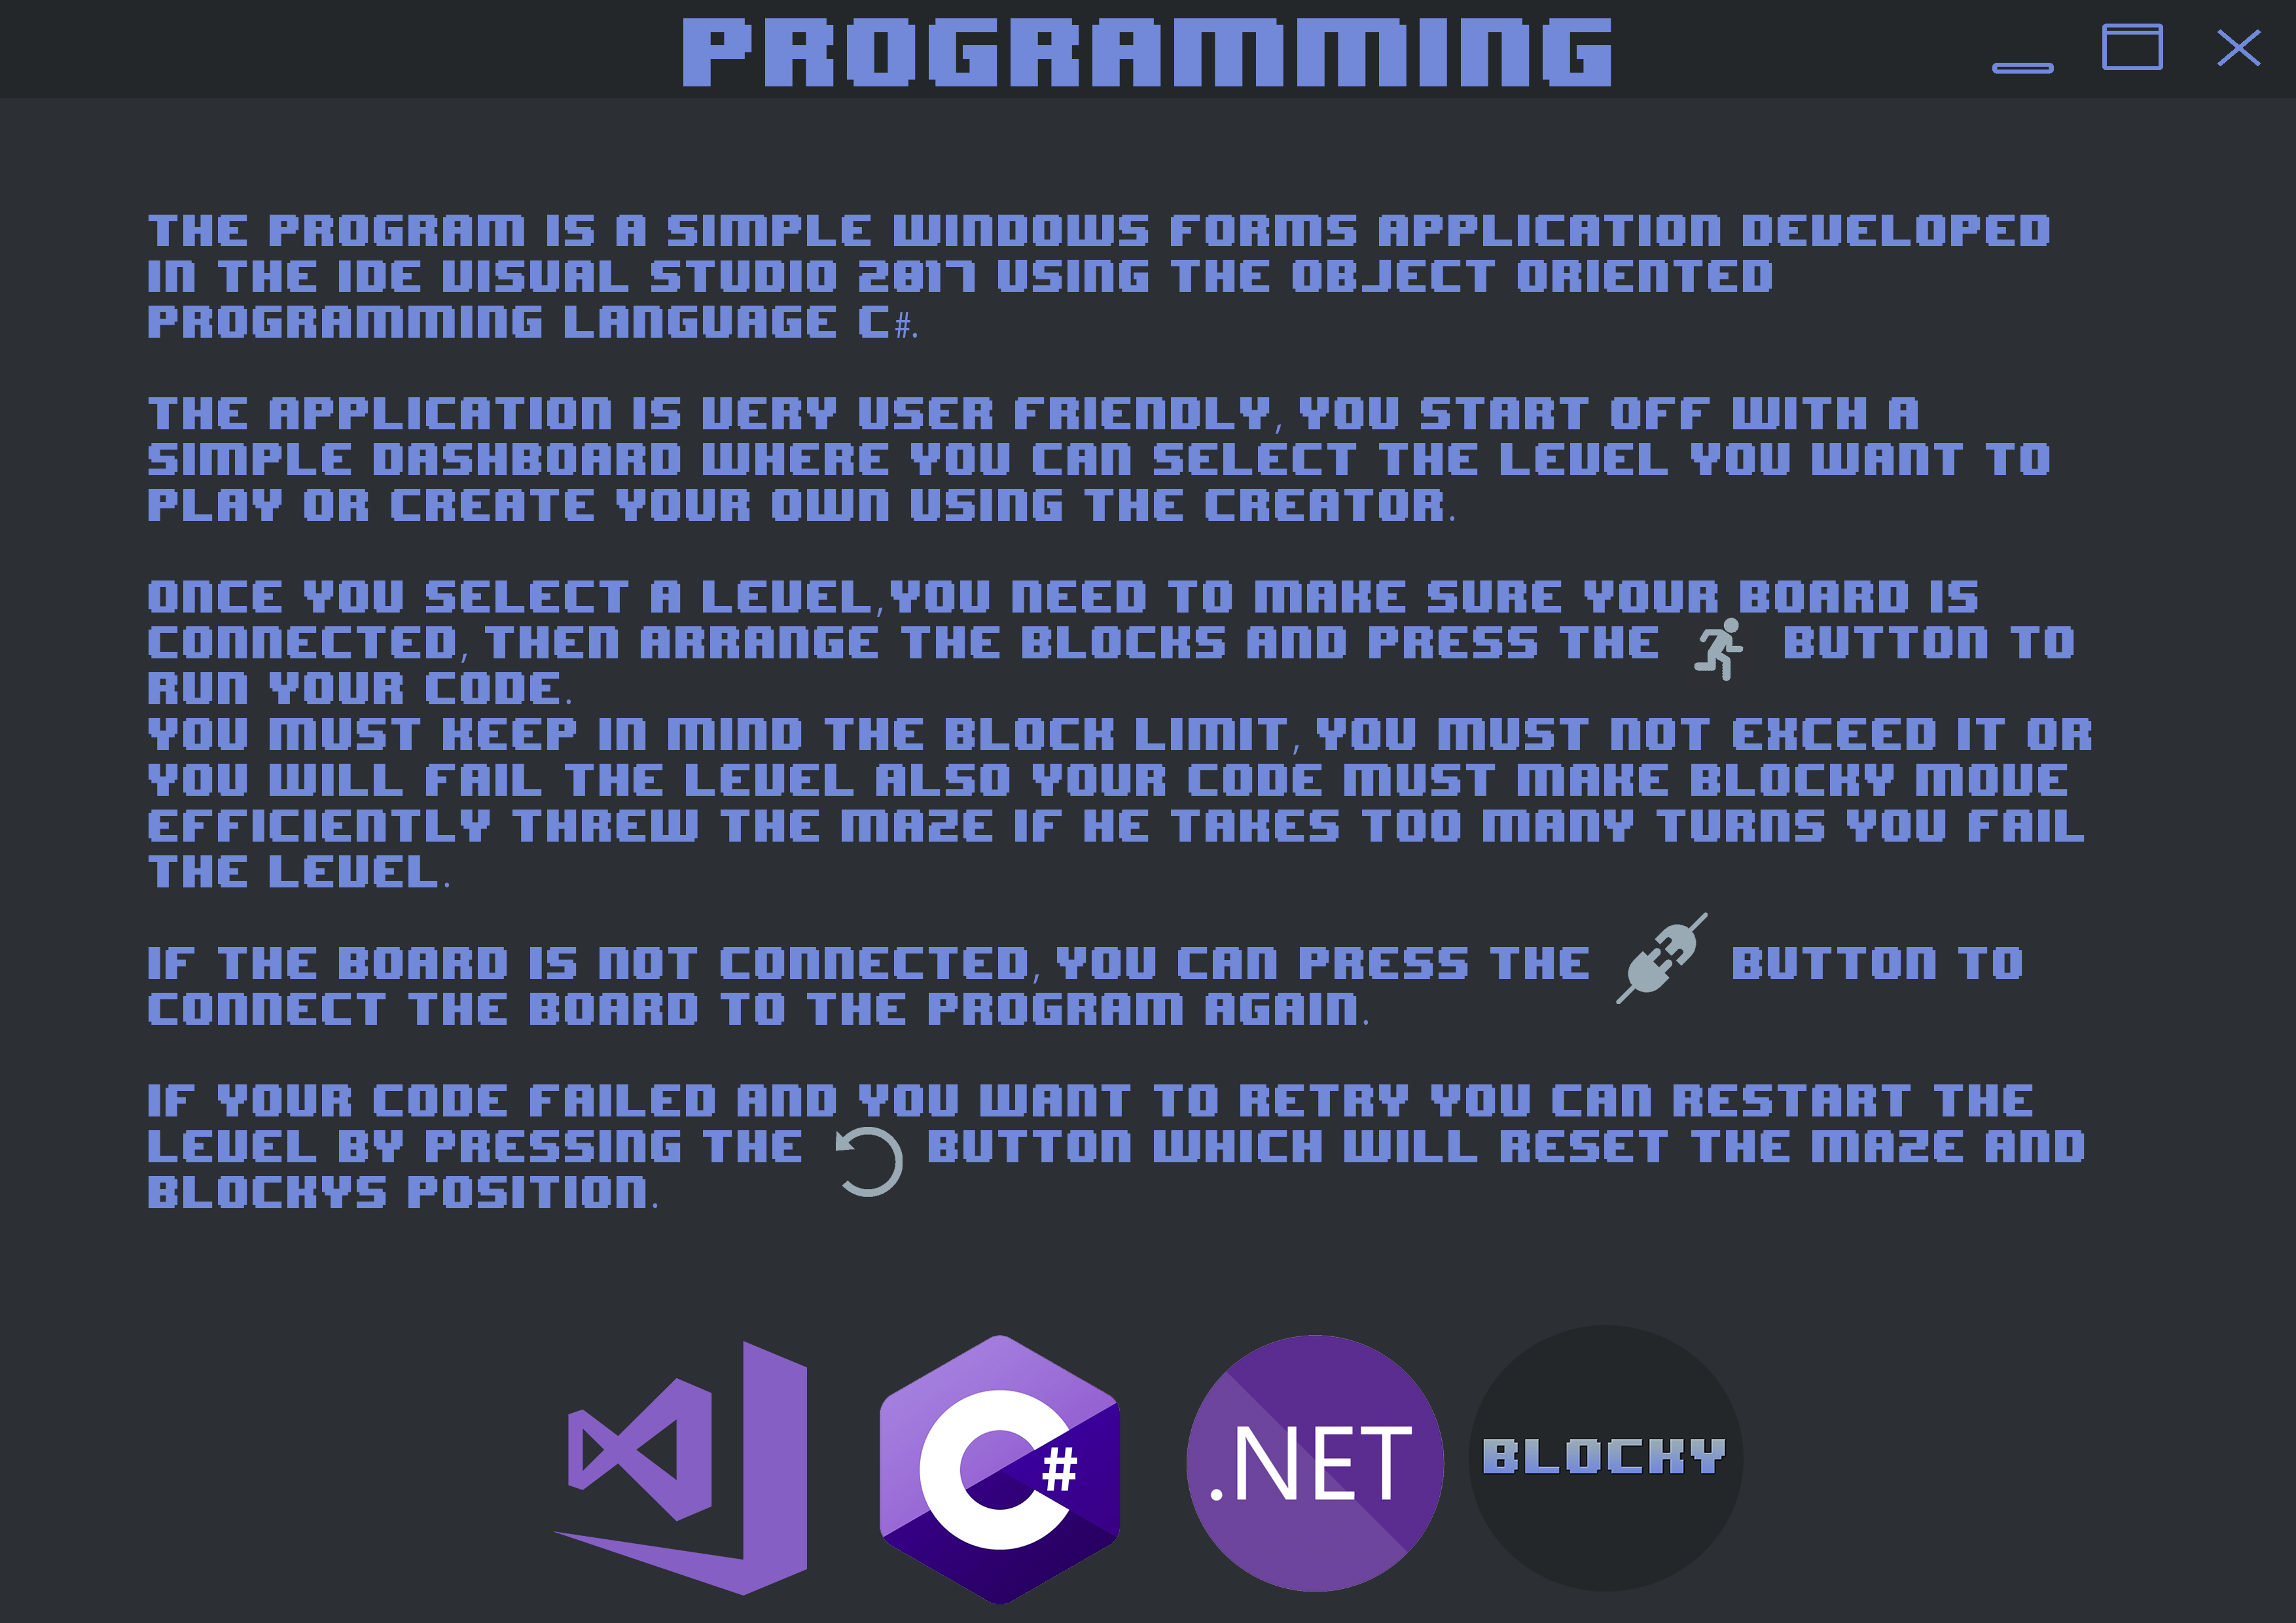 PROGRAMMING
THE PROGRAM IS A SIMPLE WINDOWS FORMS APPLICATION DEVELOPED
IN THE IDE VISUAL STUDIO 2017 USING THE OBJECT ORIENTED
PROGRAMMING LANGUAGE C#.
THE APPLICATION IS VERY USER FRIENDLY,YOU START OFF WITH A
SIMPLE DASHBOARD WHERE YOU CAN SELECT THE LEVEL YOU WANT TO
PLAY OR CREATE YOUR OWN USING THE CREATOR.
ONCE YOU SELECT A LEVEL,YOU NEED TO MAKE SURE YOUR BOARD IS
CONNECTED, THEN ARRANGE THE BLOCKS AND PRESS THE BUTTON TO
RUN YOUR CODE.
YOU MUST KEEP IN MIND THE BLOCK LIMIT, YOU MUST NOT EXCEED IT OR
YOU WILL FAIL THE LEVEL ALSO YOUR CODE MUST MAKE BLOCKY MOVE
EFFICIENTLY THREW THE MAZE IF HE TAKES TOO MANY TURNS YOU FAIL
THE LEVEL.
IF THE BOARD IS NOT CONNECTED, YOU CAN PRESS THE BUTTON TO
CONNECT THE BOARD TO THE PROGRAM AGAIN.
IF YOUR CODE FAILED AND YOU WANT TO RETRY YOU CAN RESTART THE
LEVEL BY PRESSING THE BUTTON WHICH WILL RESET THE MAZE AND
BLOCKYS POSITION.
C#
.NET
BLOCKY